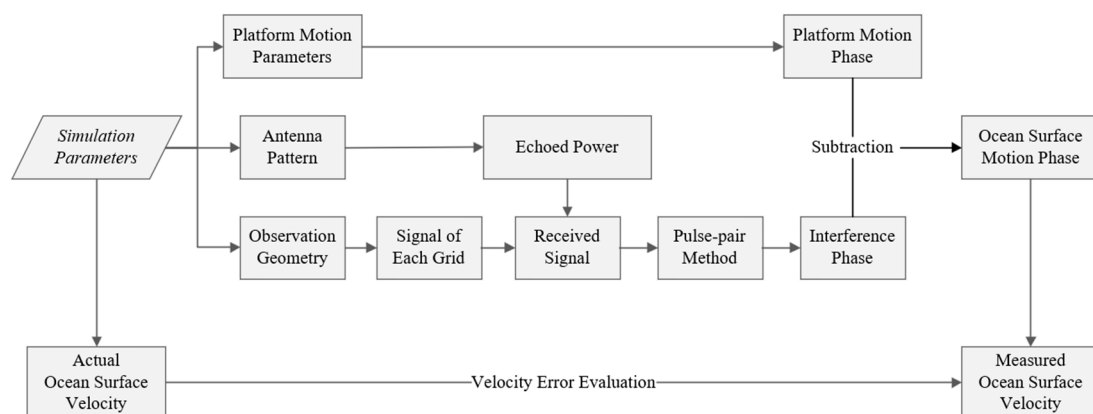 Platform Motion
Parameters
Platform Motion
Phase
Simulation
Parameters
Antenna
Pattern
Echoed Power
Subtraction
Ocean Surface
Motion Phase
Observation
Geometry
Signal of
Each Grid
Received
Signal
Pulse-pair
Method
Interference
Phase
Actual
Ocean Surface
Velocity
Velocity Error Evaluation
Measured
Ocean Surface
Velocity